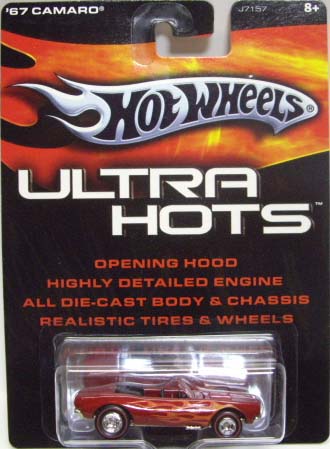 '67 CAMARO® J7157 8+
HOT WHEELS®
ULTRA
HOTS™
OPENING HOOD
HIGHLY DETAILED ENGINE
ALL DIE-CAST BODY & CHASSIS
REALISTIC TIRES & WHEELS